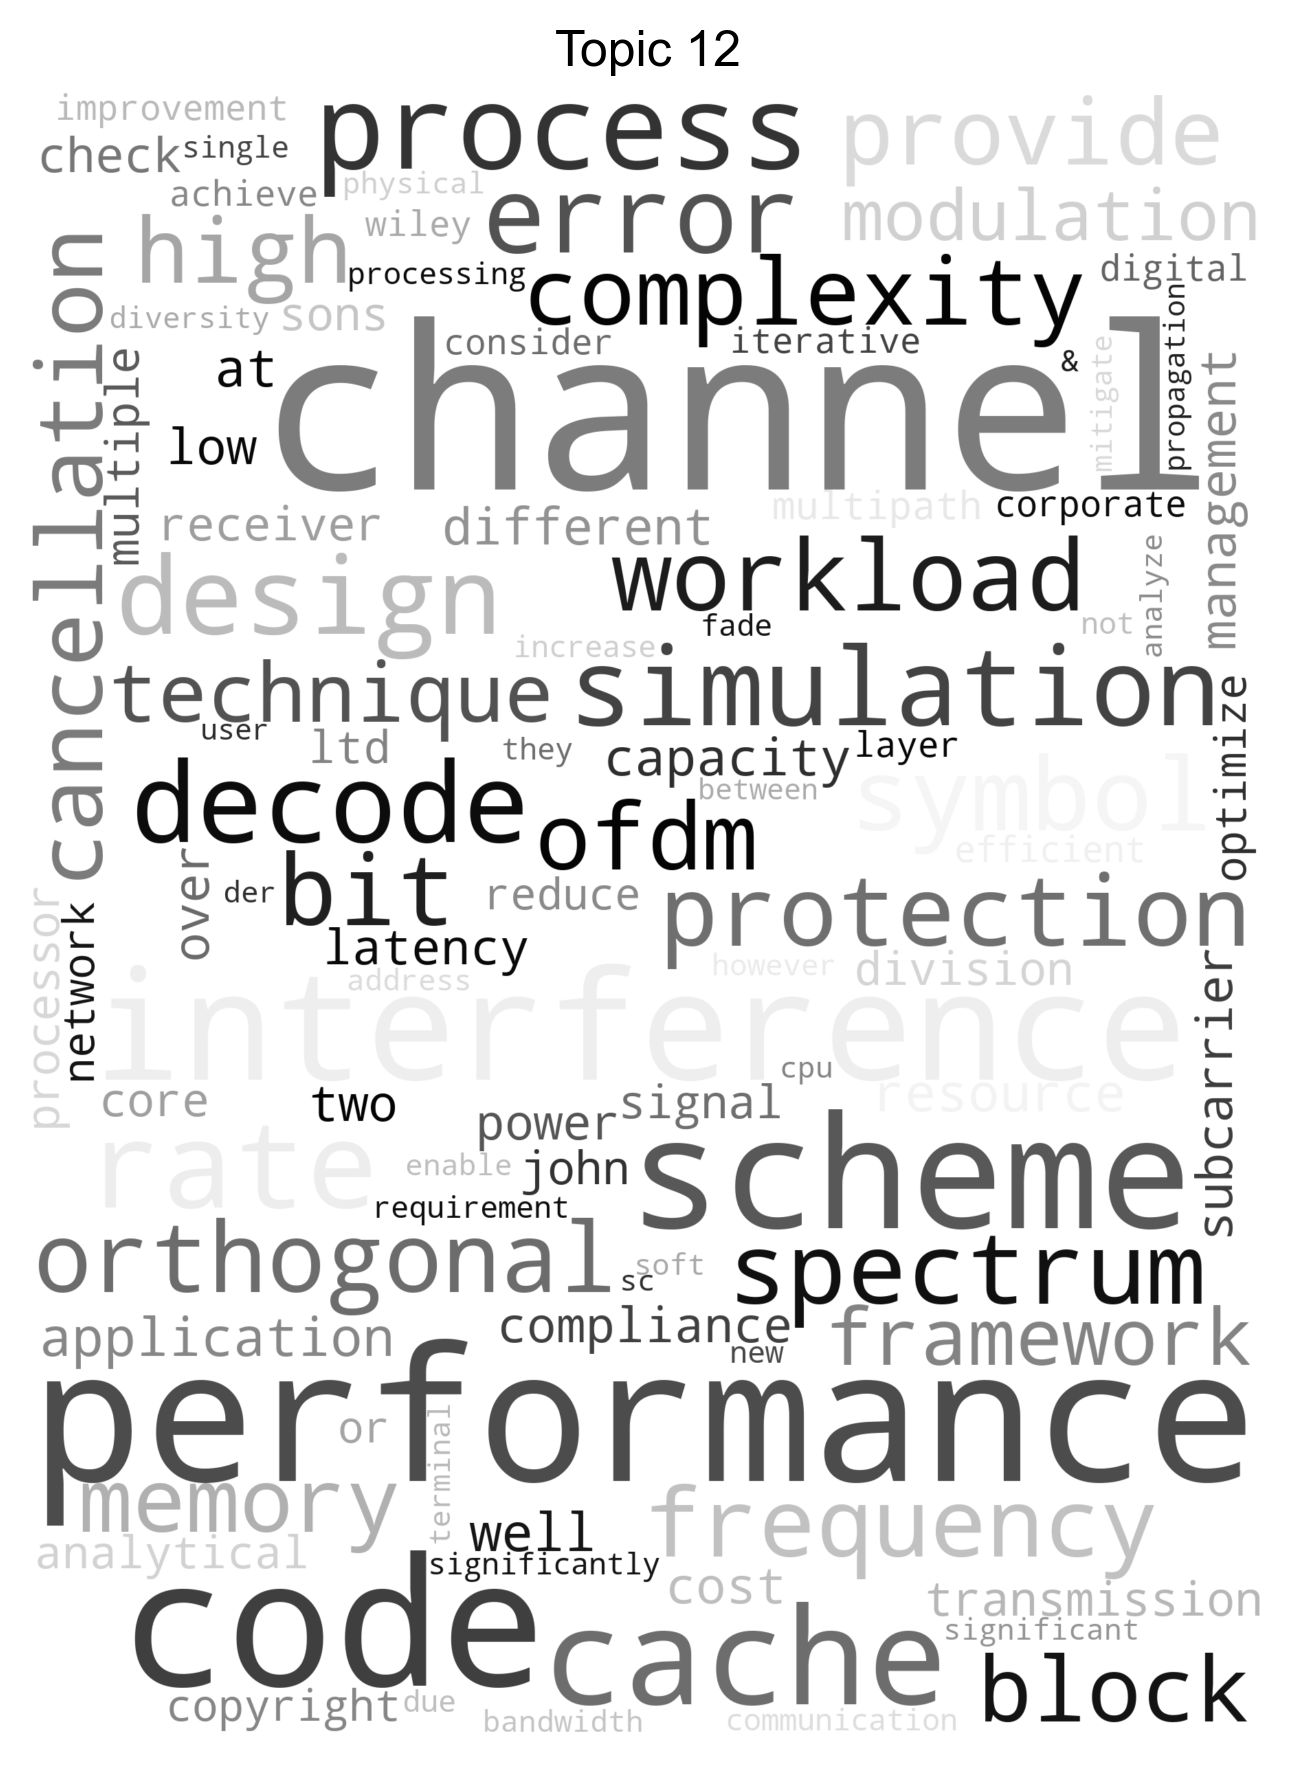 Topic 12
improvement
process
provide
check
single
achieve
physical
wiley
error
modulation
high
processing
complexity
digital
cancellation
diversity
sons
multiple
at
consider
iterative
&
mitigate
propagation
channel
low
management
receiver
different
multipath
corporate
design
workload
analyze
fade
not
increase
technique
simulation
user
ltd
they
capacity
layer
optimize
between
symbol
decode
ofdm
efficient
over
der
bit
reduce
protection
processor
network
latency
address
however
division
subcarrier
interference
cpu
core
two
power
signal
resource
rate
enable
john
scheme
requirement
orthogonal
soft
sc
spectrum
application
compliance
new
framework
performance
or
terminal
memory
well
frequency
analytical
significantly
code
cost
transmission
cache
significant
block
copyright
due
bandwidth
communication